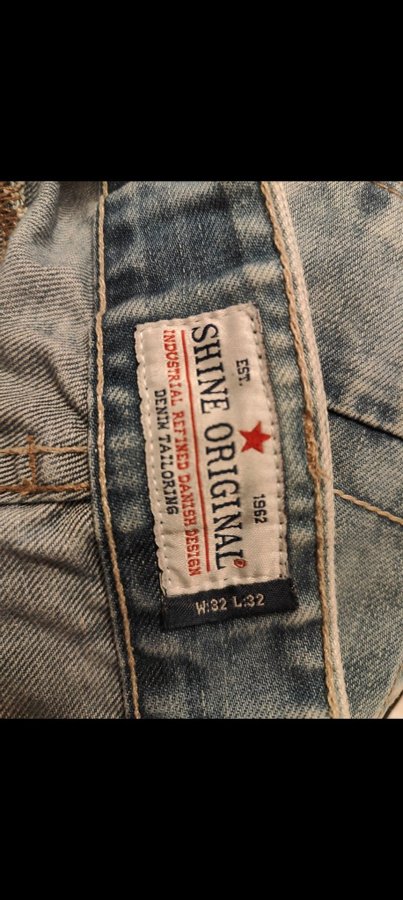 EST. ★ 1962
SHINE ORIGINAL®
INDUSTRIAL REFINED DANISH DESIGN
DENIM TAILORING
W:32 L:32